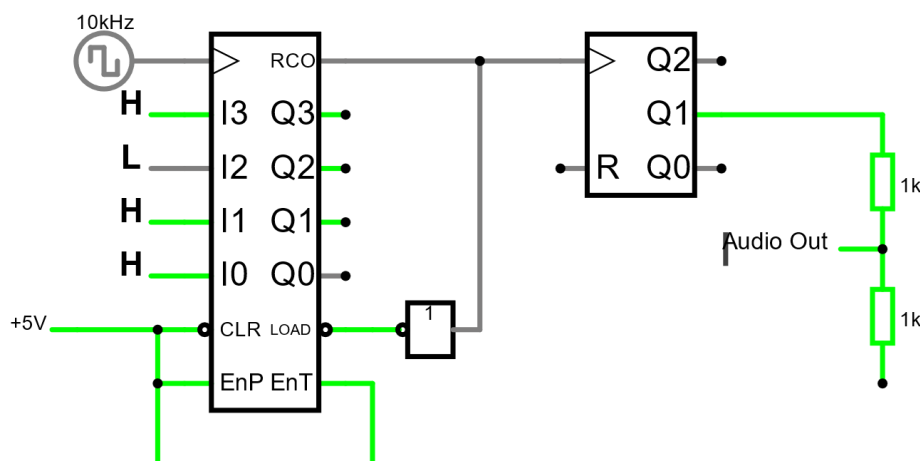 10kHz
RCO
Q2
H
I3
Q3
Q1
L
I2
Q2
R
Q0
1k
H
I1
Q1
Audio Out
H
I0
Q0
1
1k
+5V
CLR
LOAD
EnP
EnT